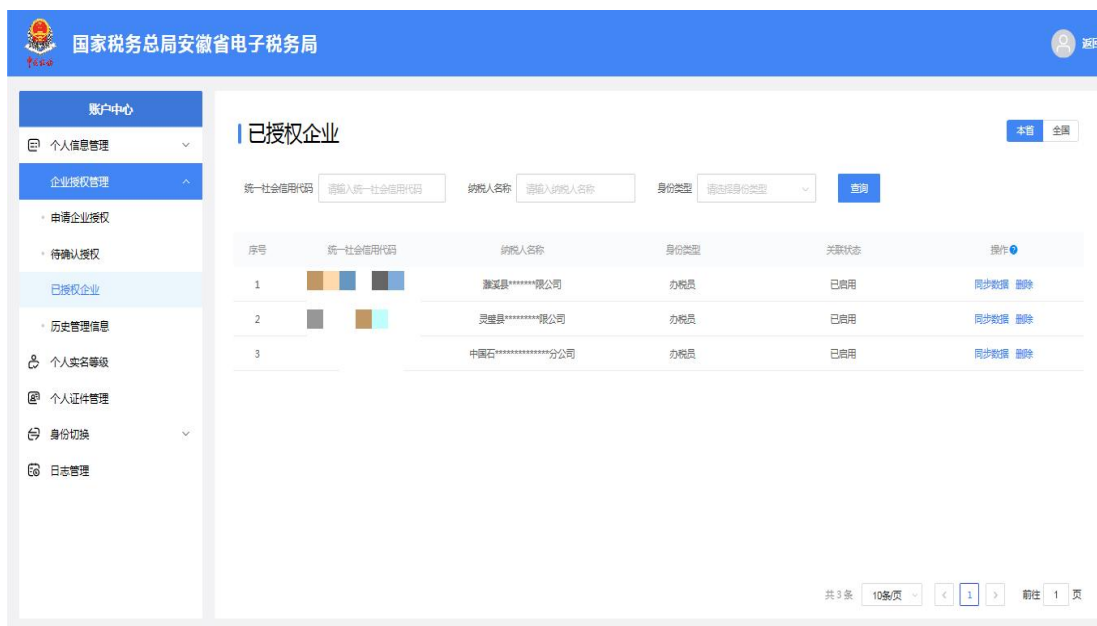 国家税务总局安徽省电子税务局
返回
账户中心
个人信息管理
企业授权管理
申请企业授权
待确认授权
已授权企业
历史管理信息
个人实名等级
个人证件管理
身份切换
日志管理
已授权企业
本省 全国
统一社会信用代码 请输入统一社会信用代码 纳税人名称 请输入纳税人名称 身份类型 请选择身份类型 查询
序号 统一社会信用代码 纳税人名称 身份类型 关联状态 操作
1 濉溪县*******限公司 办税员 已启用 同步数据 删除
2 灵璧县*********限公司 办税员 已启用 同步数据 删除
3 中国石**************分公司 办税员 已启用 同步数据 删除
共 3 条 10条/页 < 1 > 前往 1 页